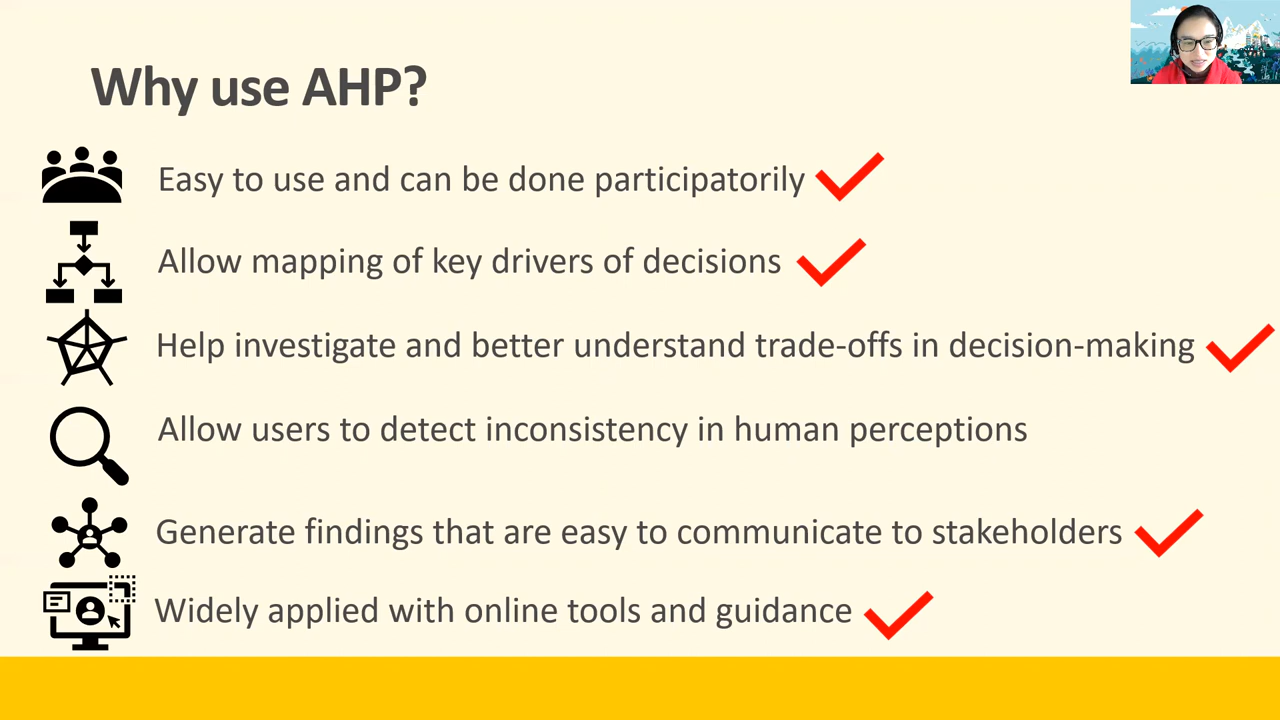 Why use AHP?
Easy to use and can be done participatorily
Allow mapping of key drivers of decisions
Help investigate and better understand trade-offs in decision-making
Allow users to detect inconsistency in human perceptions
Generate findings that are easy to communicate to stakeholders
Widely applied with online tools and guidance